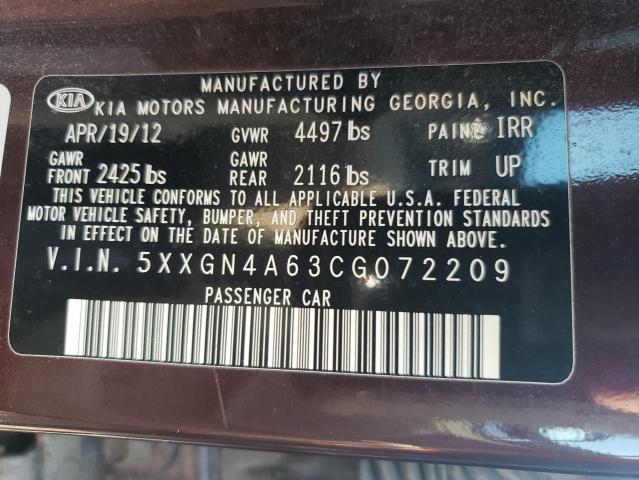 MANUFACTURED BY
KIA KIA MOTORS MANUFACTURING GEORGIA, INC.
APR/19/12 GVWR 4497 lbs PAINT IRR
GAWR FRONT 2425 lbs GAWR REAR 2116 lbs TRIM UP
THIS VEHICLE CONFORMS TO ALL APPLICABLE U.S.A. FEDERAL
MOTOR VEHICLE SAFETY, BUMPER, AND THEFT PREVENTION STANDARDS
IN EFFECT ON THE DATE OF MANUFACTURE SHOWN ABOVE.
V.I.N. 5XXGN4A63CG072209
PASSENGER CAR